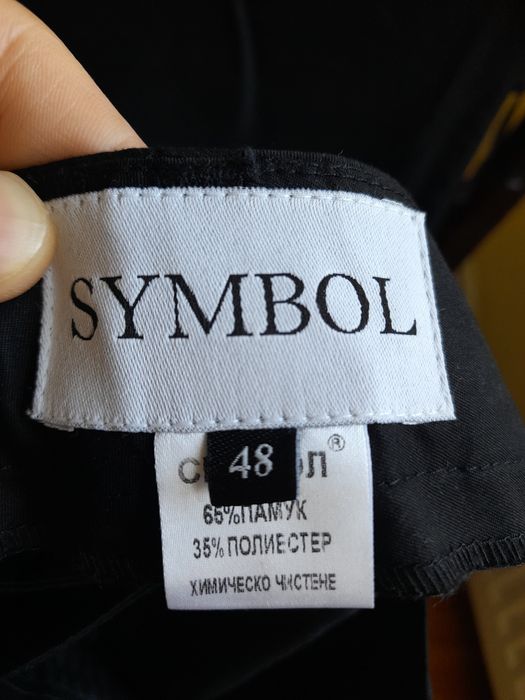 SYMBOL
48
®
65%ПАМУК
35%ПОЛИЕСТЕР
ХИМИЧЕСКО ЧИСТЕНЕ